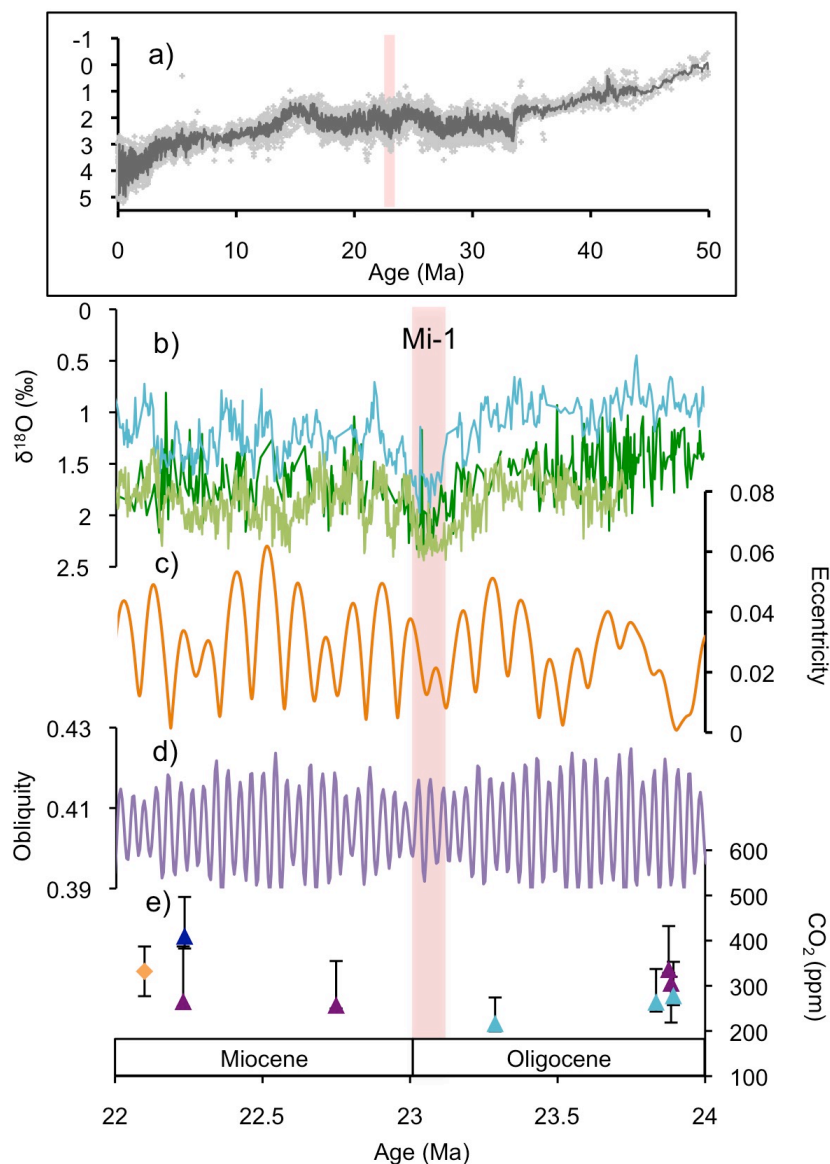 a)
-1
0
1
2
3
4
5
0 10 20 30 40 50
Age (Ma)
Mi-1
b)
0
0.5
1
1.5
2
2.5
δ18O (‰)
c)
0.08
0.06
0.04
0.02
0
Eccentricity
d)
0.43
0.41
0.39
Obliquity
e)
600
500
400
300
200
100
CO2 (ppm)
Miocene Oligocene
22 22.5 23 23.5 24
Age (Ma)